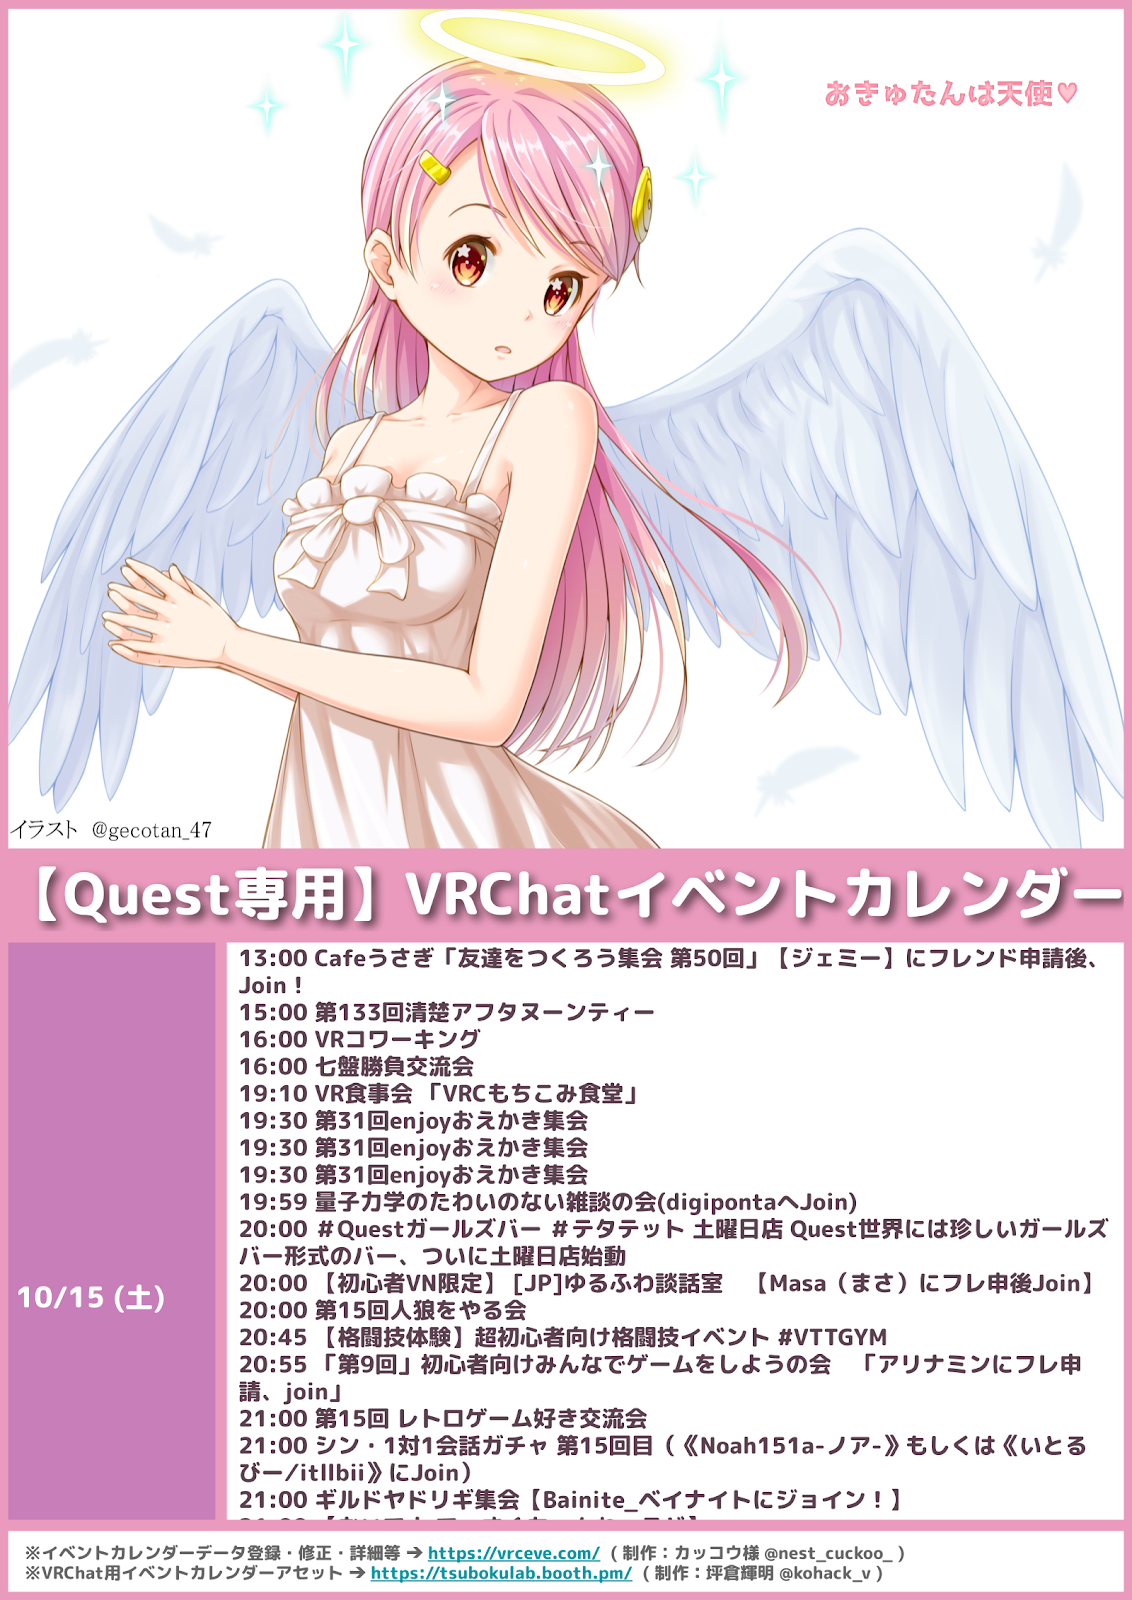 おきゅたんは天使♥
イラスト @gecotan_47
【Quest専用】VRChatイベントカレンダー
10/15 (土)
13:00 Cafeうさぎ「友達をつくろう集会 第50回」【ジェミー】にフレンド申請後、
Join！
15:00 第133回清楚アフタヌーンティー
16:00 VRコワーキング
16:00 七盤勝負交流会
19:10 VR食事会 「VRCもちこみ食堂」
19:30 第31回enjoyおえかき集会
19:30 第31回enjoyおえかき集会
19:30 第31回enjoyおえかき集会
19:59 量子力学のたわいのない雑談の会(digipontaへJoin)
20:00 ＃Questガールズバー ＃テタテット 土曜日店 Quest世界には珍しいガールズ
バー形式のバー、ついに土曜日店始動
20:00 【初心者VN限定】 [JP]ゆるふわ談話室　【Masa（まさ）にフレ申後Join】
20:00 第15回人狼をやる会
20:45 【格闘技体験】超初心者向け格闘技イベント #VTTGYM
20:55 「第9回」初心者向けみんなでゲームをしようの会　「アリナミンにフレ申
請、join」
21:00 第15回 レトロゲーム好き交流会
21:00 シン・1対1会話ガチャ 第15回目（《Noah151a-ノア-》もしくは《いとる
びー/itllbii》にJoin）
21:00 ギルドヤドリギ集会【Bainite_ベイナイトにジョイン！】
※イベントカレンダーデータ登録・修正・詳細等 ➔ https://vrceve.com/ ( 制作：カッコウ様 @nest_cuckoo_ )
※VRChat用イベントカレンダーアセット ➔ https://tsubokulab.booth.pm/ ( 制作：坪倉輝明 @kohack_v )